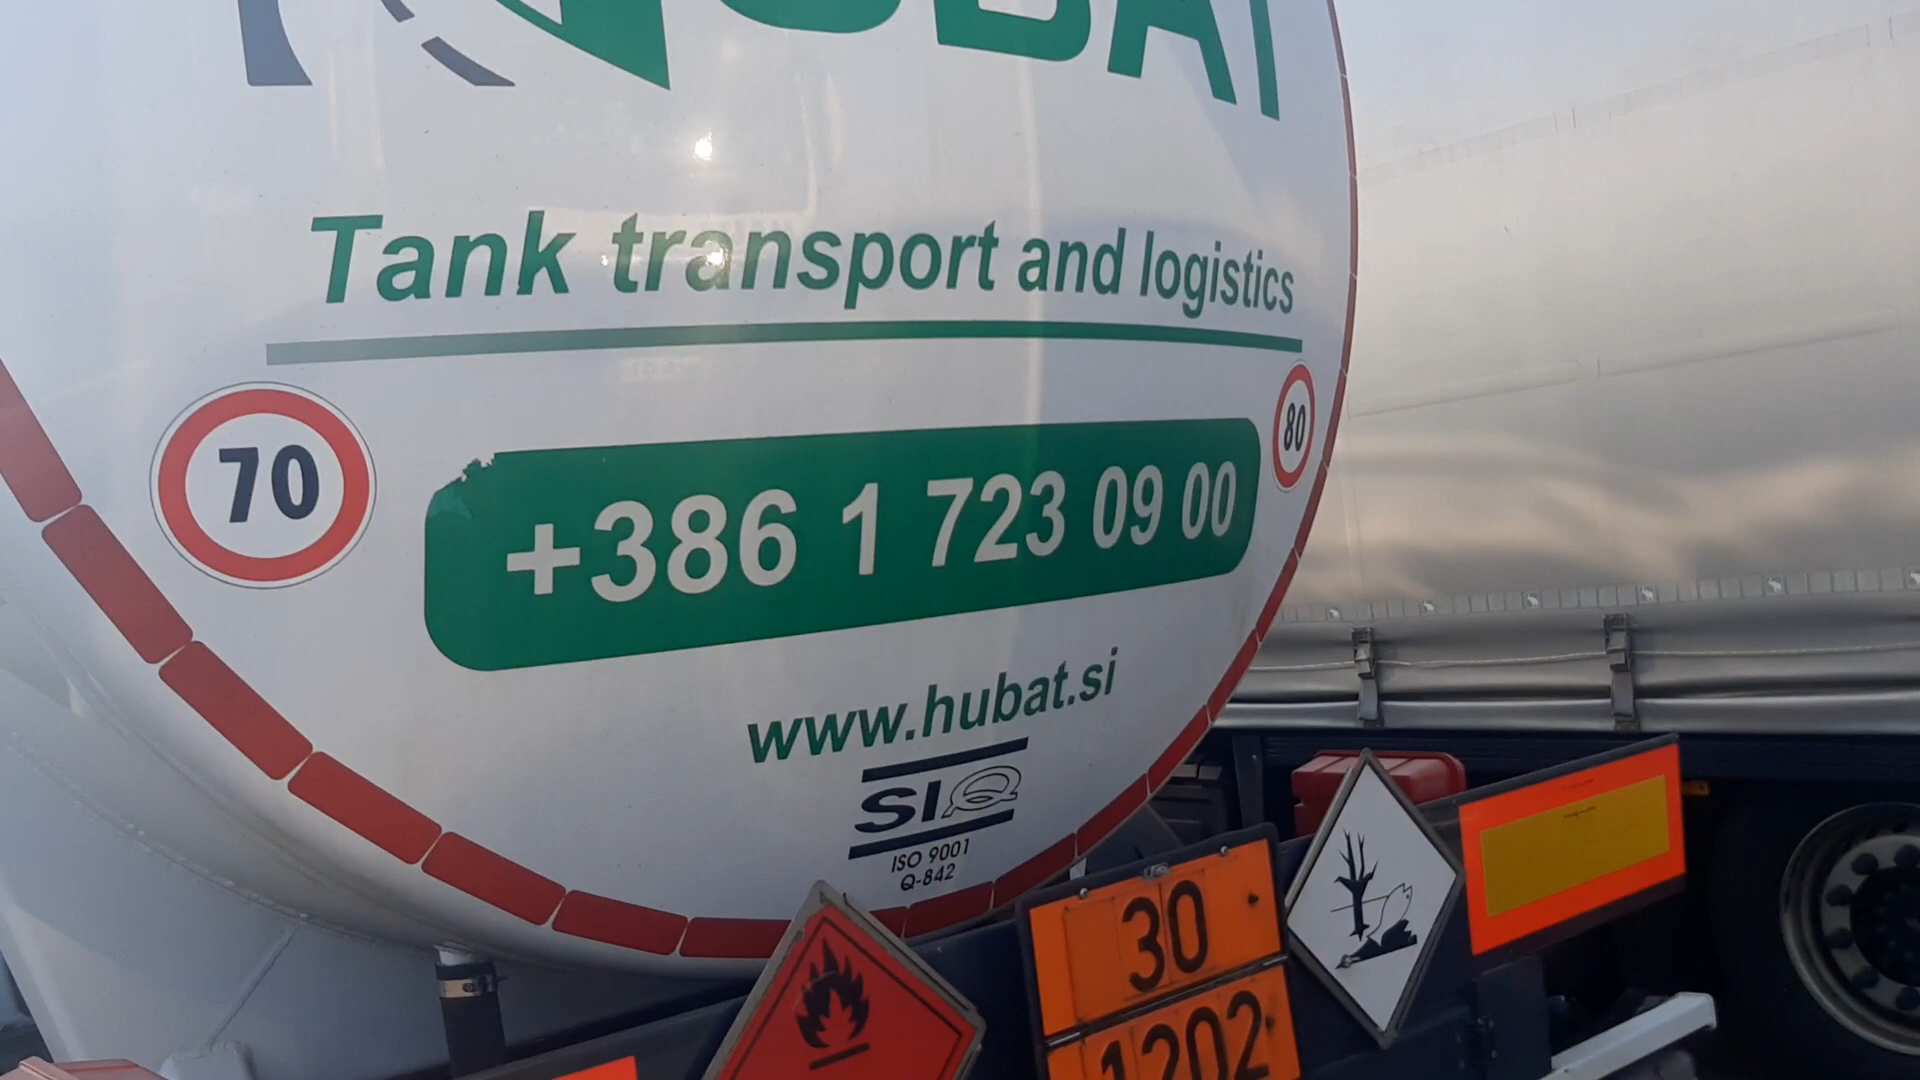 HUBAT
Tank transport and logistics
70
80
+386 1 723 09 00
www.hubat.si
SIQ
ISO 9001
Q-842
30
1202